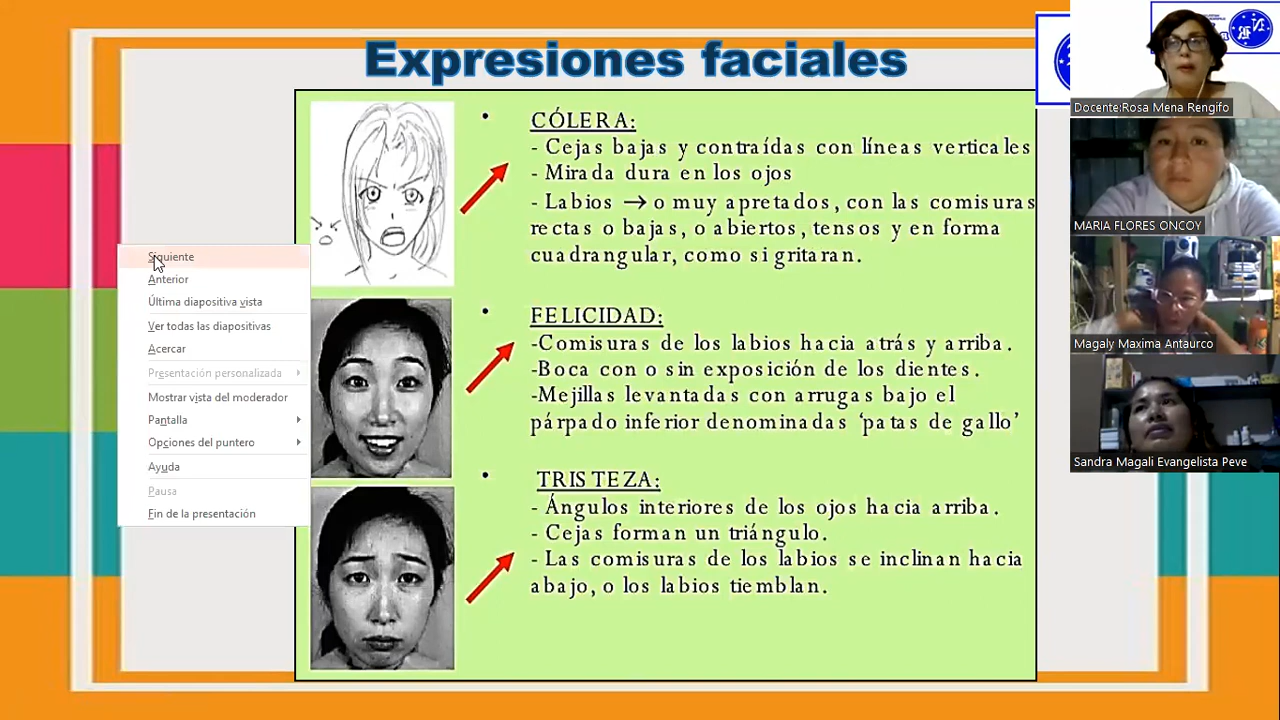 Expresiones faciales
• CÓLERA:
- Cejas bajas y contraídas con líneas verticales
- Mirada dura en los ojos
- Labios → o muy apretados, con las comisuras
rectas o bajas, o abiertos, tensos y en forma
cuadrangular, como si gritaran.
• FELICIDAD:
-Comisuras de los labios hacia atrás y arriba.
-Boca con o sin exposición de los dientes.
-Mejillas levantadas con arrugas bajo el
párpado inferior denominadas ‘patas de gallo’
• TRISTEZA:
- Ángulos interiores de los ojos hacia arriba.
- Cejas forman un triángulo.
- Las comisuras de los labios se inclinan hacia
abajo, o los labios tiemblan.
Siguiente
Anterior
Última diapositiva vista
Ver todas las diapositivas
Acercar
Presentación personalizada
Mostrar vista del moderador
Pantalla
Opciones del puntero
Ayuda
Pausa
Fin de la presentación
Docente:Rosa Mena Rengifo
MARIA FLORES ONCOY
Magaly Maxima Antaurco
Sandra Magali Evangelista Peve